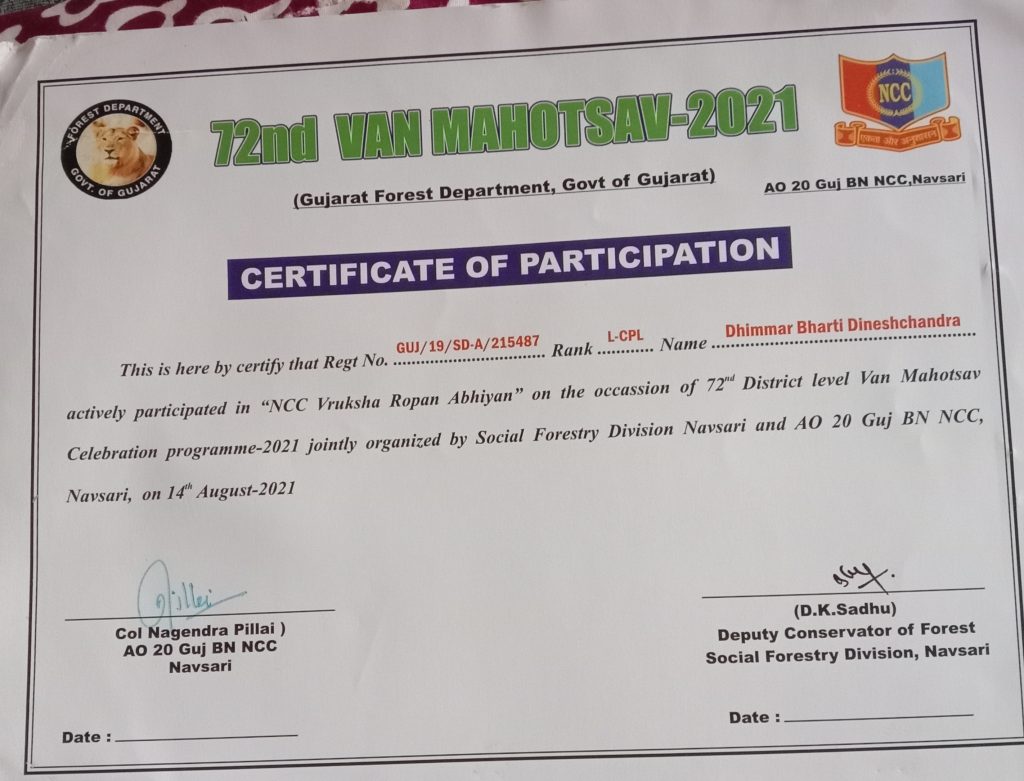 FOREST DEPARTMENT
GOVT. OF GUJARAT
72nd VAN MAHOTSAV-2021
NCC
एकता और अनुशासन
(Gujarat Forest Department, Govt of Gujarat)
AO 20 Guj BN NCC,Navsari
CERTIFICATE OF PARTICIPATION
This is here by certify that Regt No. GUJ/19/SD-A/215487 Rank L-CPL Name Dhimmar Bharti Dineshchandra
actively participated in “NCC Vruksha Ropan Abhiyan” on the occassion of 72nd District level Van Mahotsav
Celebration programme-2021 jointly organized by Social Forestry Division Navsari and AO 20 Guj BN NCC,
Navsari, on 14th August-2021
Pillai
Col Nagendra Pillai )
AO 20 Guj BN NCC
Navsari
(D.K.Sadhu)
Deputy Conservator of Forest
Social Forestry Division, Navsari
Date :
Date :